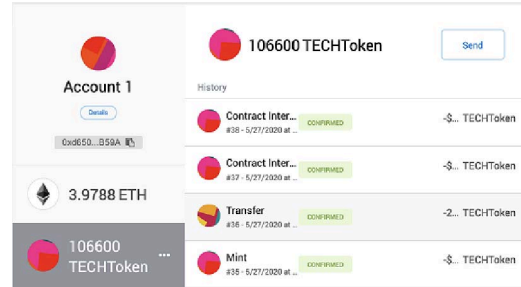 Account 1
Details
0xd650...B59A
3.9788 ETH
106600
TECHToken
106600 TECHToken
Send
History
Contract Inter... CONFIRMED -$... TECHToken
#38 - 5/27/2020 at ...
Contract Inter... CONFIRMED -$... TECHToken
#37 - 5/27/2020 at ...
Transfer CONFIRMED -2... TECHToken
#36 - 5/27/2020 at ...
Mint CONFIRMED -$... TECHToken
#35 - 5/27/2020 at ...